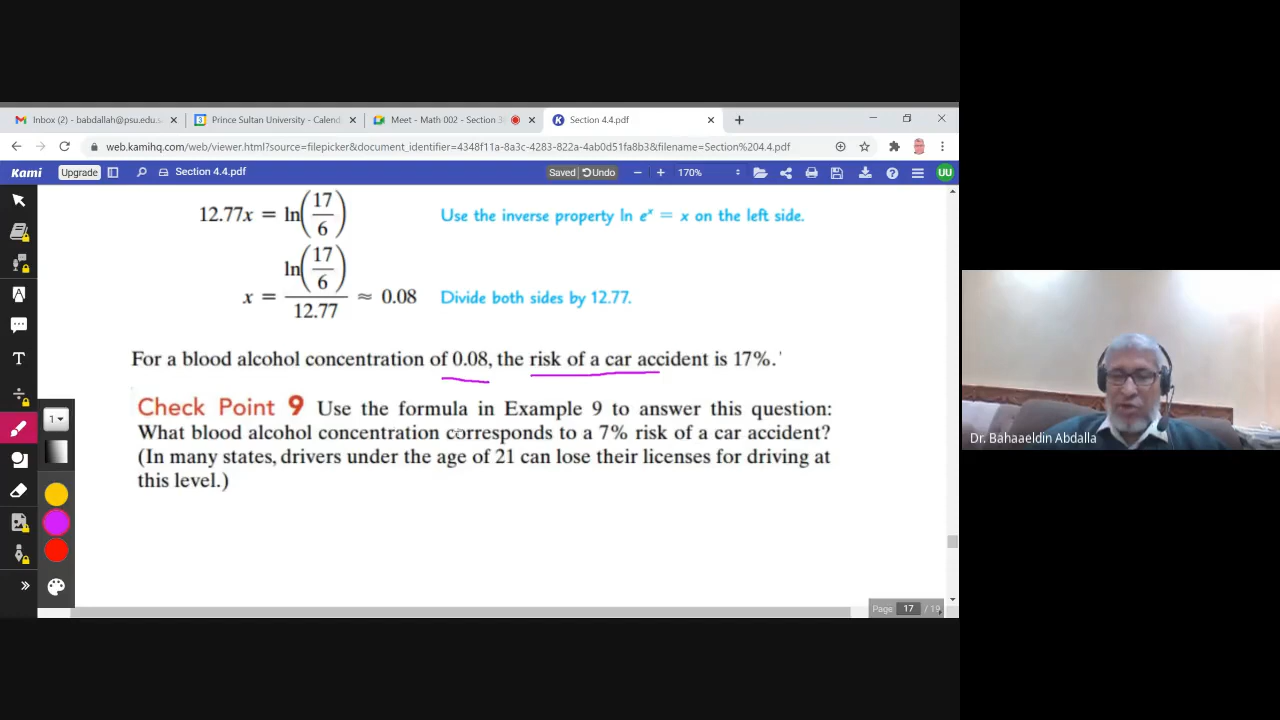 Inbox (2) - babdallah@psu.edu.s
Prince Sultan University - Calend
Meet - Math 002 - Section 3
Section 4.4.pdf
web.kamihq.com/web/viewer.html?source=filepicker&document_identifier=4348f11a-8a3c-4283-822a-4ab0d51fa8b3&filename=Section%204.4.pdf
Kami Upgrade Section 4.4.pdf Saved Undo 170% UU
12.77x = ln(17/6) Use the inverse property ln eˣ = x on the left side.
x = ln(17/6)/12.77 ≈ 0.08 Divide both sides by 12.77.
For a blood alcohol concentration of 0.08, the risk of a car accident is 17%.
Check Point 9 Use the formula in Example 9 to answer this question:
What blood alcohol concentration corresponds to a 7% risk of a car accident?
(In many states, drivers under the age of 21 can lose their licenses for driving at
this level.)
1
Page 17 / 19
Dr. Bahaaeldin Abdalla